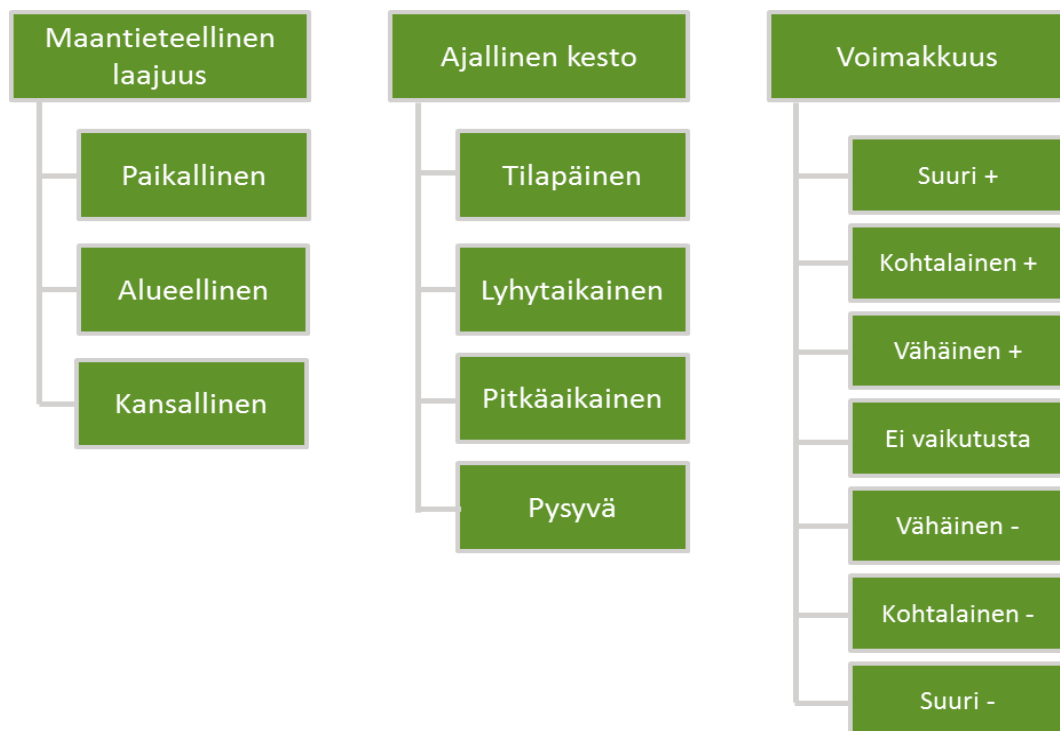 Maantieteellinen
laajuus
Paikallinen
Alueellinen
Kansallinen
Ajallinen kesto
Tilapäinen
Lyhytaikainen
Pitkäaikainen
Pysyvä
Voimakkuus
Suuri +
Kohtalainen +
Vähäinen +
Ei vaikutusta
Vähäinen -
Kohtalainen -
Suuri -